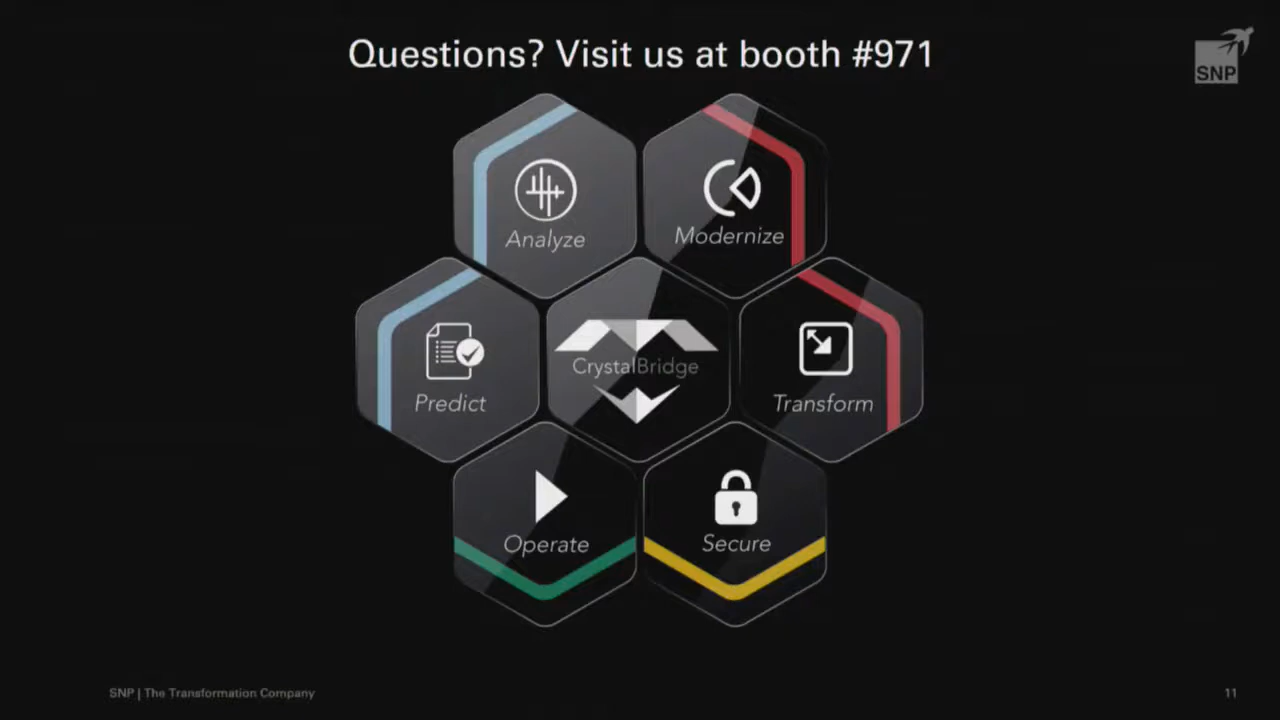 Questions? Visit us at booth #971
SNP
Analyze
Modernize
Predict
CrystalBridge
Transform
Operate
Secure
SNP | The Transformation Company
11